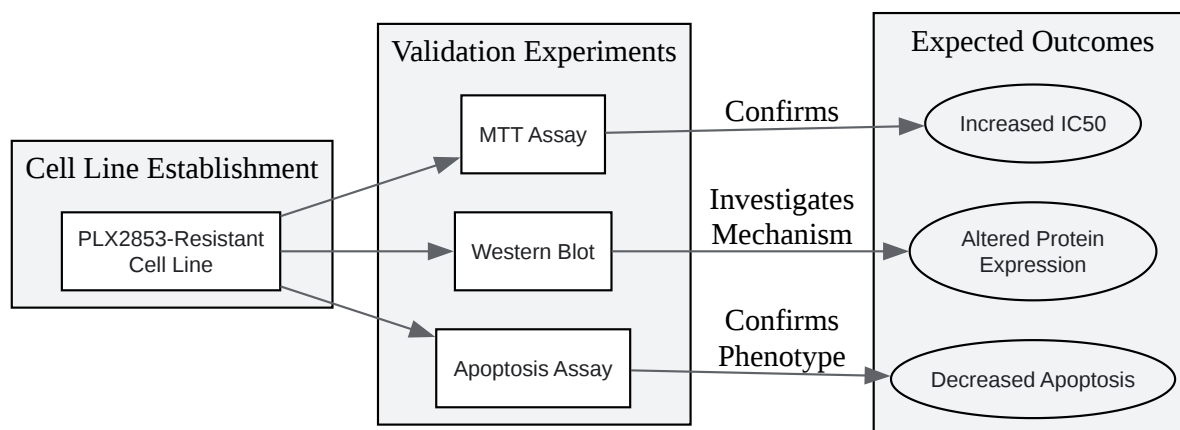 Cell Line Establishment
PLX2853-Resistant
Cell Line
Validation Experiments
MTT Assay
Western Blot
Apoptosis Assay
Confirms
Investigates
Mechanism
Confirms
Phenotype
Expected Outcomes
Increased IC50
Altered Protein
Expression
Decreased Apoptosis